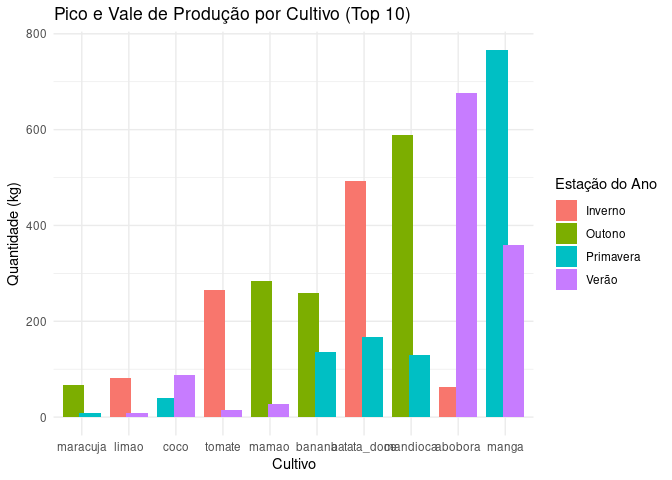 Pico e Vale de Produção por Cultivo (Top 10)
800
600
400
200
0
Quantidade (kg)
maracuja limao coco tomate mamao banana batata_doce mandioca abobora manga
Cultivo
Estação do Ano
Inverno
Outono
Primavera
Verão